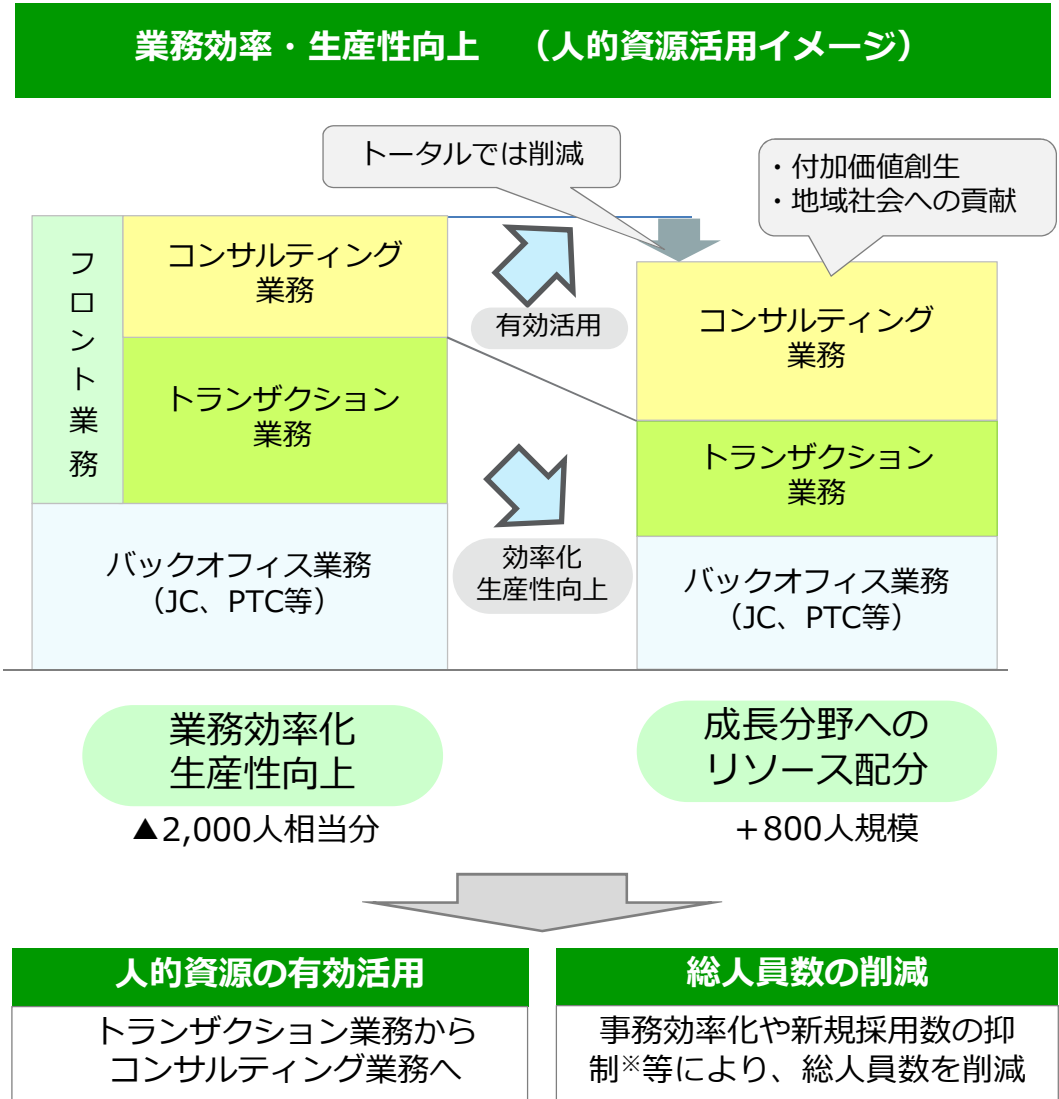 業務効率・生産性向上　（人的資源活用イメージ）
トータルでは削減
・付加価値創生
・地域社会への貢献
フロント業務
コンサルティング
業務
トランザクション
業務
バックオフィス業務
（JC、PTC等）
有効活用
効率化
生産性向上
コンサルティング
業務
トランザクション
業務
バックオフィス業務
（JC、PTC等）
業務効率化
生産性向上
▲2,000人相当分
成長分野への
リソース配分
＋800人規模
人的資源の有効活用
トランザクション業務から
コンサルティング業務へ
総人員数の削減
事務効率化や新規採用数の抑
制※等により、総人員数を削減